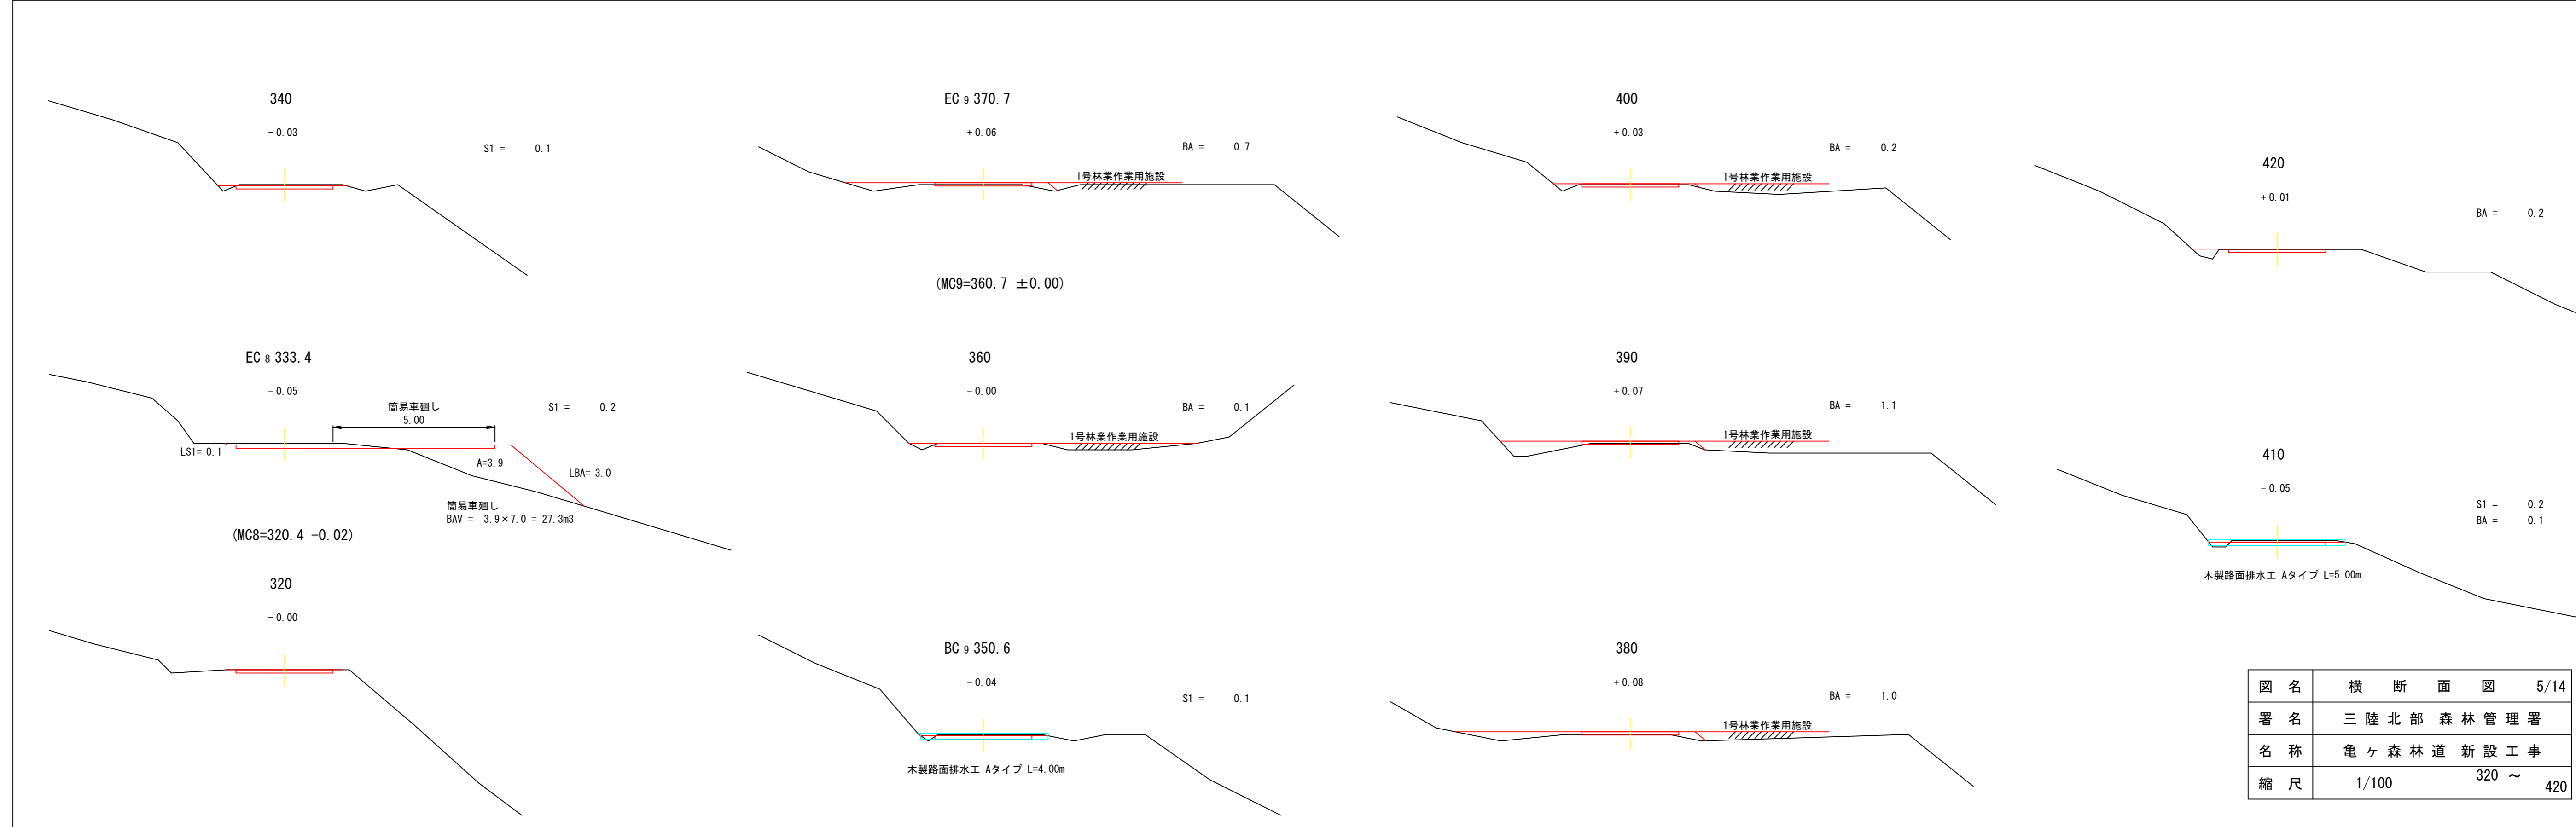 340
-0.03
S1 = 0.1
EC 8 333.4
-0.05
簡易車廻し
5.00
S1 = 0.2
LS1= 0.1
A=3.9
LBA= 3.0
簡易車廻し
BAV = 3.9×7.0 = 27.3m3
(MC8=320.4 -0.02)
320
-0.00
EC 9 370.7
+0.06
BA = 0.7
1号林業作業用施設
(MC9=360.7 ±0.00)
360
-0.00
BA = 0.1
1号林業作業用施設
BC 9 350.6
-0.04
S1 = 0.1
木製路面排水工 Aタイプ L=4.00m
400
+0.03
BA = 0.2
1号林業作業用施設
390
+0.07
BA = 1.1
1号林業作業用施設
380
+0.08
BA = 1.0
1号林業作業用施設
420
+0.01
BA = 0.2
410
-0.05
S1 = 0.2
BA = 0.1
木製路面排水工 Aタイプ L=5.00m
図 名 横 断 面 図 5/14
署 名 三 陸 北 部 森 林 管 理 署
名 称 亀 ヶ 森 林 道 新 設 工 事
縮 尺 1/100 320 ～ 420